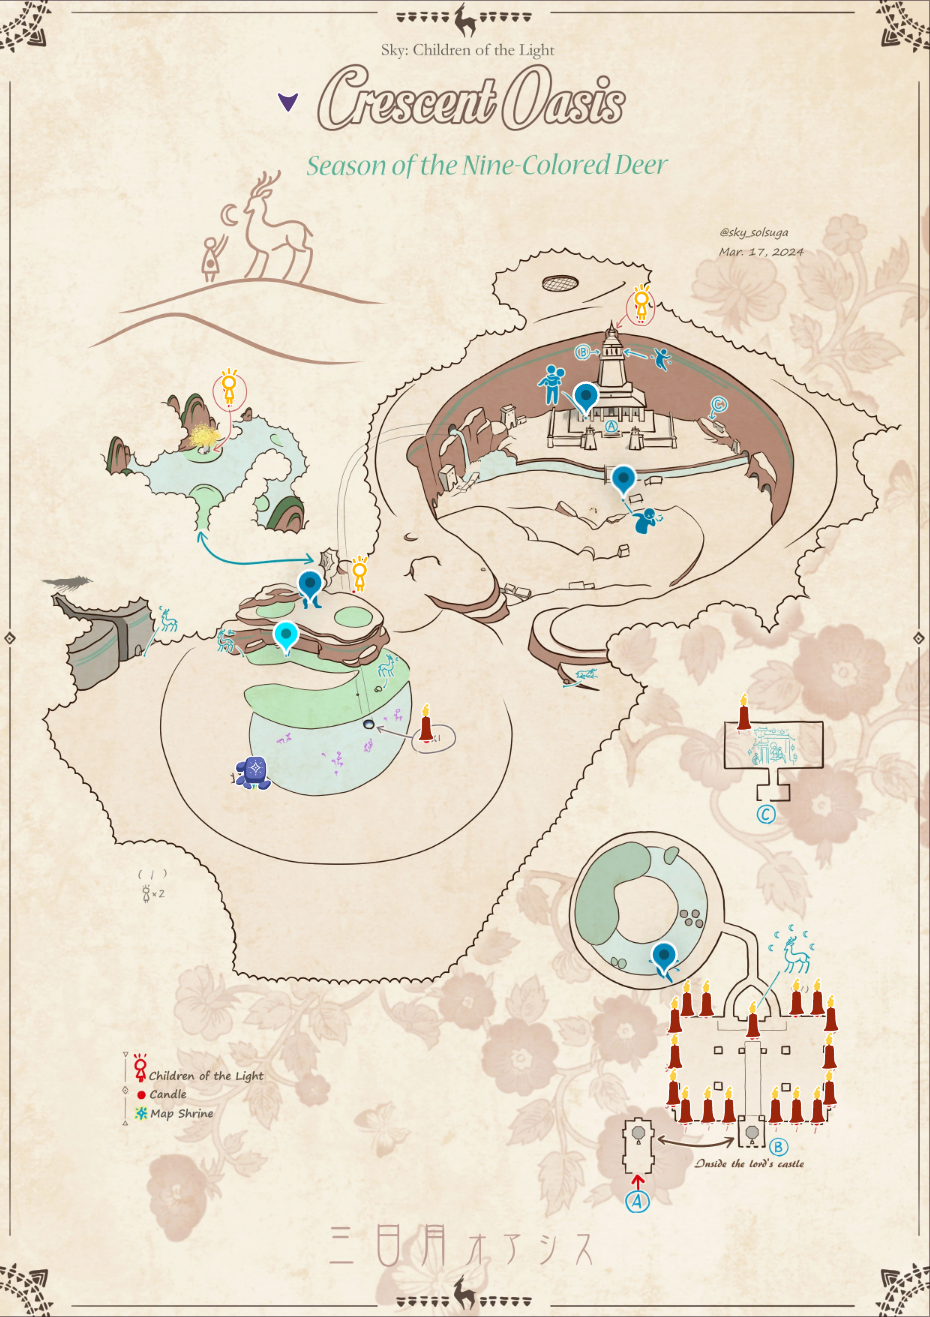 Sky: Children of the Light
Crescent Oasis
Season of the Nine-Colored Deer
@sky_solsuga
Mar. 17, 2024
B
C
A
C
×2
Children of the Light
Candle
Map Shrine
B
Inside the lord's castle
A
三日月オアシス